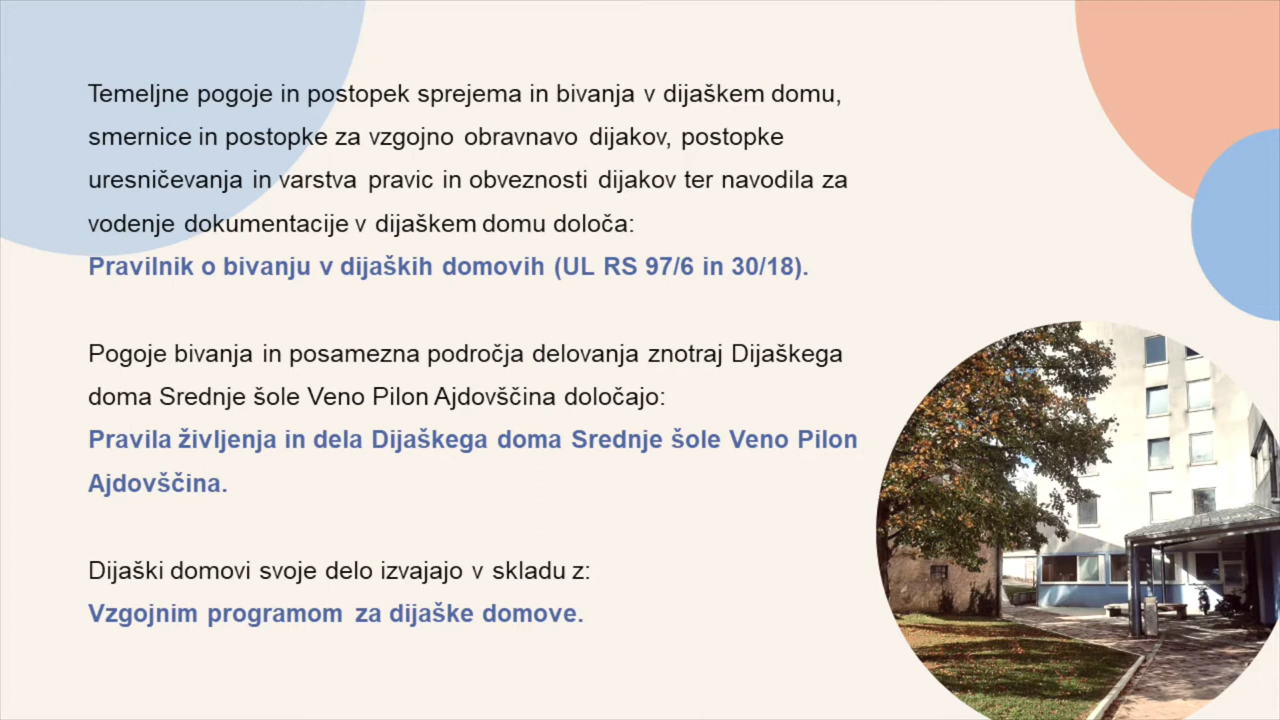 Temeljne pogoje in postopek sprejema in bivanja v dijaškem domu,
smernice in postopke za vzgojno obravnavo dijakov, postopke
uresničevanja in varstva pravic in obveznosti dijakov ter navodila za
vodenje dokumentacije v dijaškem domu določa:
Pravilnik o bivanju v dijaških domovih (UL RS 97/6 in 30/18).
Pogoje bivanja in posamezna področja delovanja znotraj Dijaškega
doma Srednje šole Veno Pilon Ajdovščina določajo:
Pravila življenja in dela Dijaškega doma Srednje šole Veno Pilon
Ajdovščina.
Dijaški domovi svoje delo izvajajo v skladu z:
Vzgojnim programom za dijaške domove.